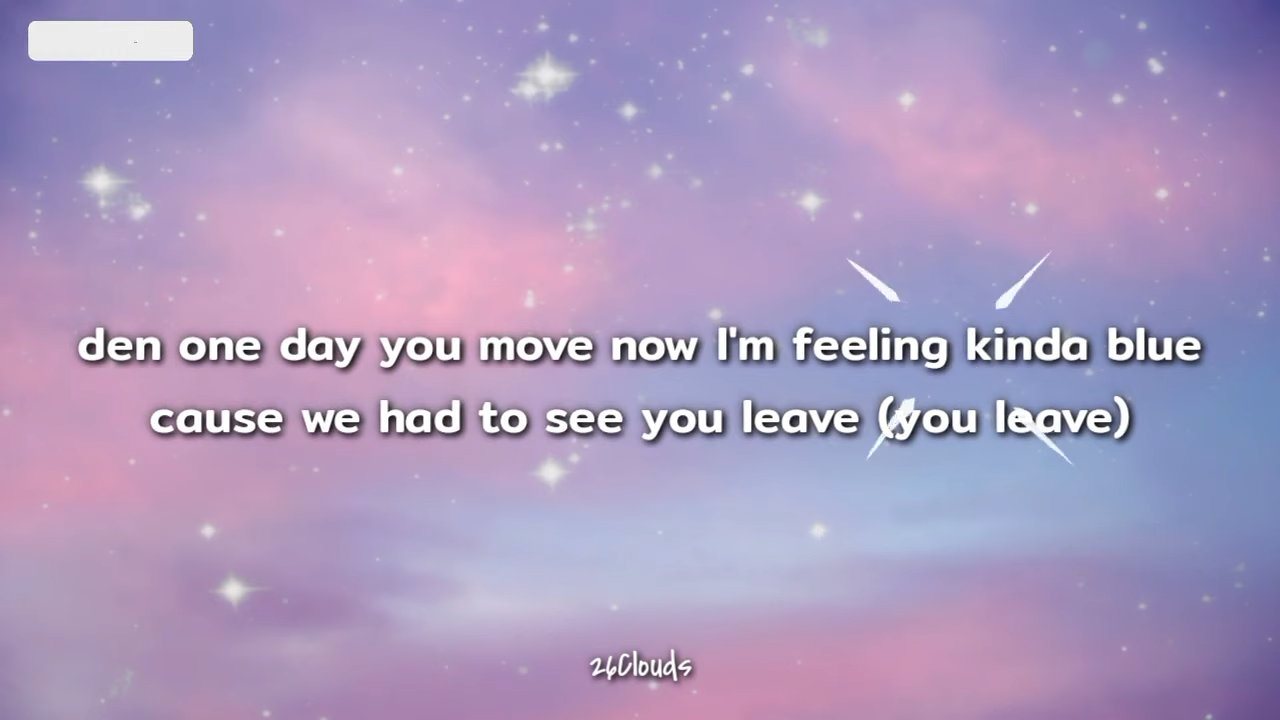 den one day you move now I'm feeling kinda blue
cause we had to see you leave (you leave)
26Clouds